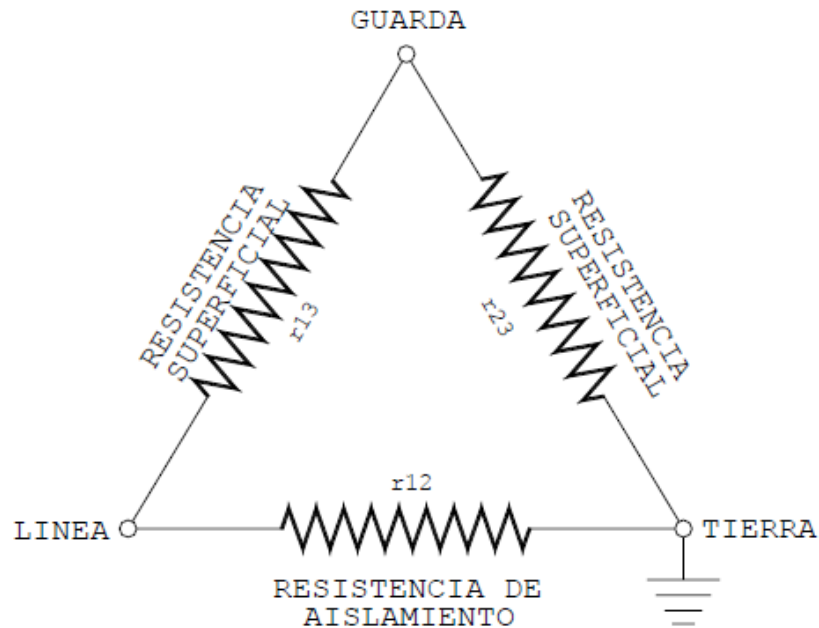 GUARDA
RESISTENCIA
SUPERFICIAL
r13
RESISTENCIA
SUPERFICIAL
r23
r12
LINEA
TIERRA
RESISTENCIA DE
AISLAMIENTO